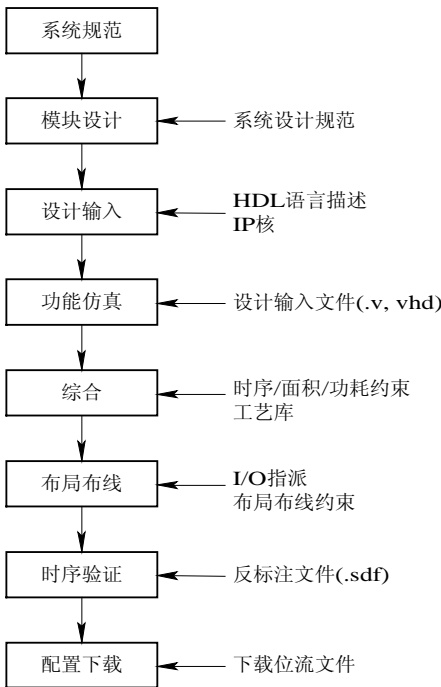 系统规范
模块设计
系统设计规范
设计输入
HDL语言描述
IP核
功能仿真
设计输入文件(.v, vhd)
综合
时序/面积/功耗约束
工艺库
布局布线
I/O指派
布局布线约束
时序验证
反标注文件(.sdf)
配置下载
下载位流文件